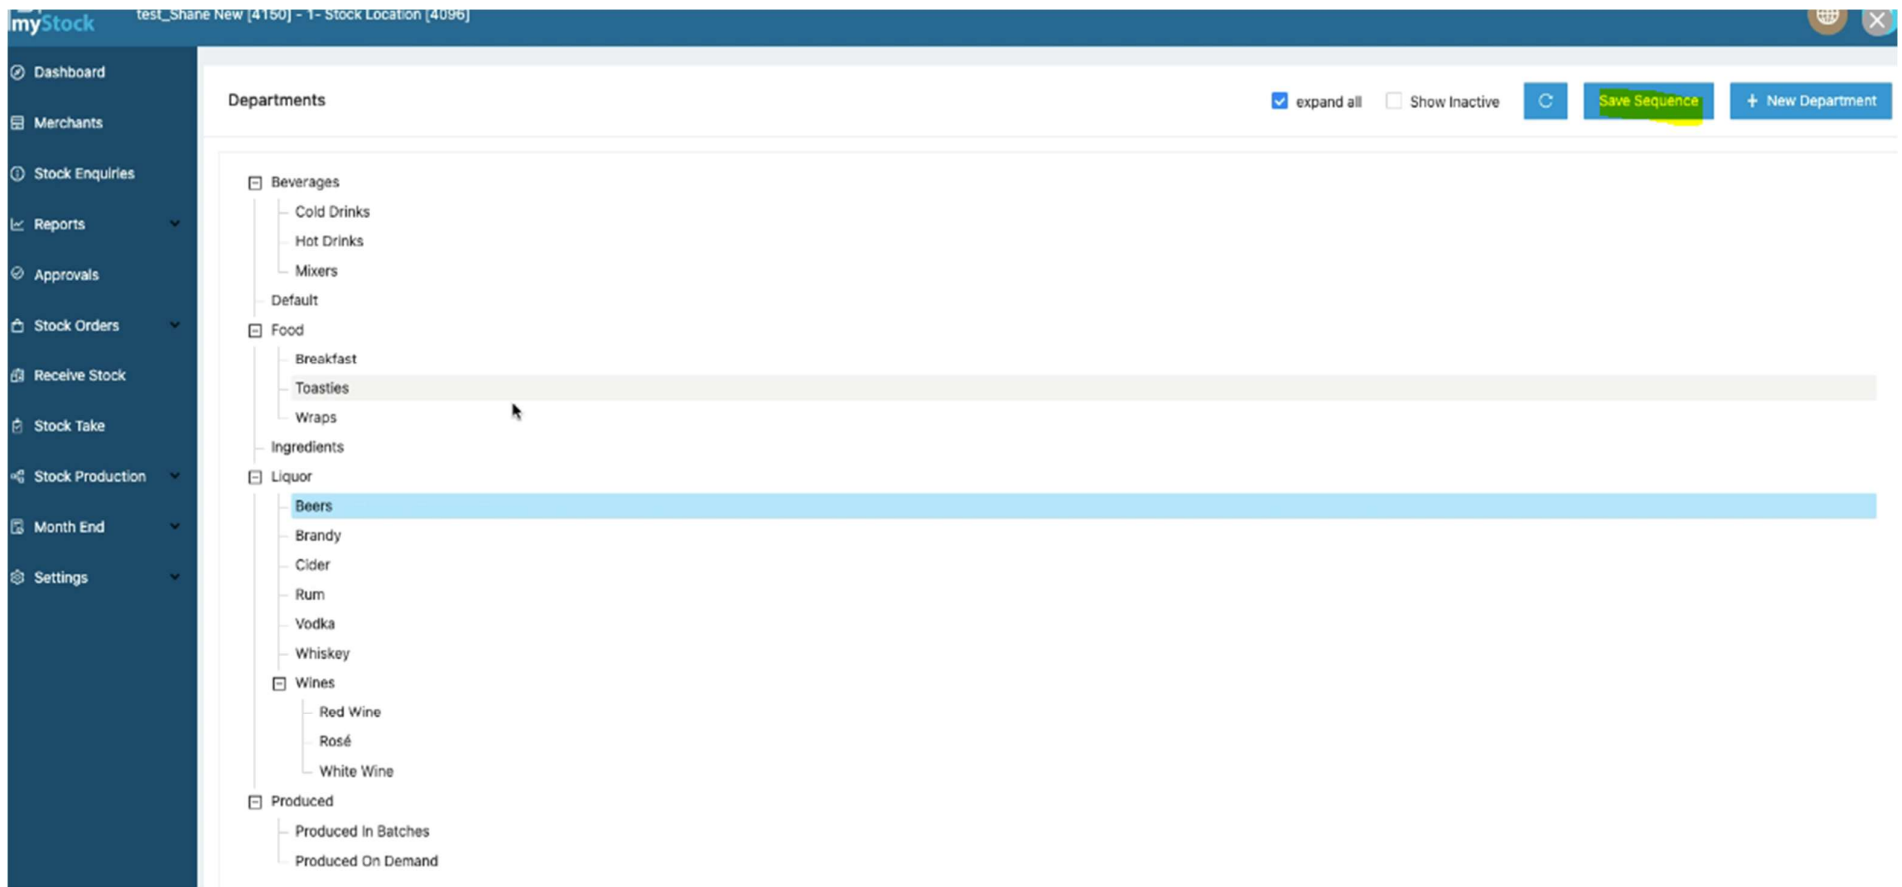 myStock
test_Shane New [4150] - 1- Stock Location [4096]
Dashboard
Merchants
Stock Enquiries
Reports
Approvals
Stock Orders
Receive Stock
Stock Take
Stock Production
Month End
Settings
Departments
expand all
Show Inactive
Save Sequence
+ New Department
Beverages
Cold Drinks
Hot Drinks
Mixers
Default
Food
Breakfast
Toasties
Wraps
Ingredients
Liquor
Beers
Brandy
Cider
Rum
Vodka
Whiskey
Wines
Red Wine
Rosé
White Wine
Produced
Produced In Batches
Produced On Demand